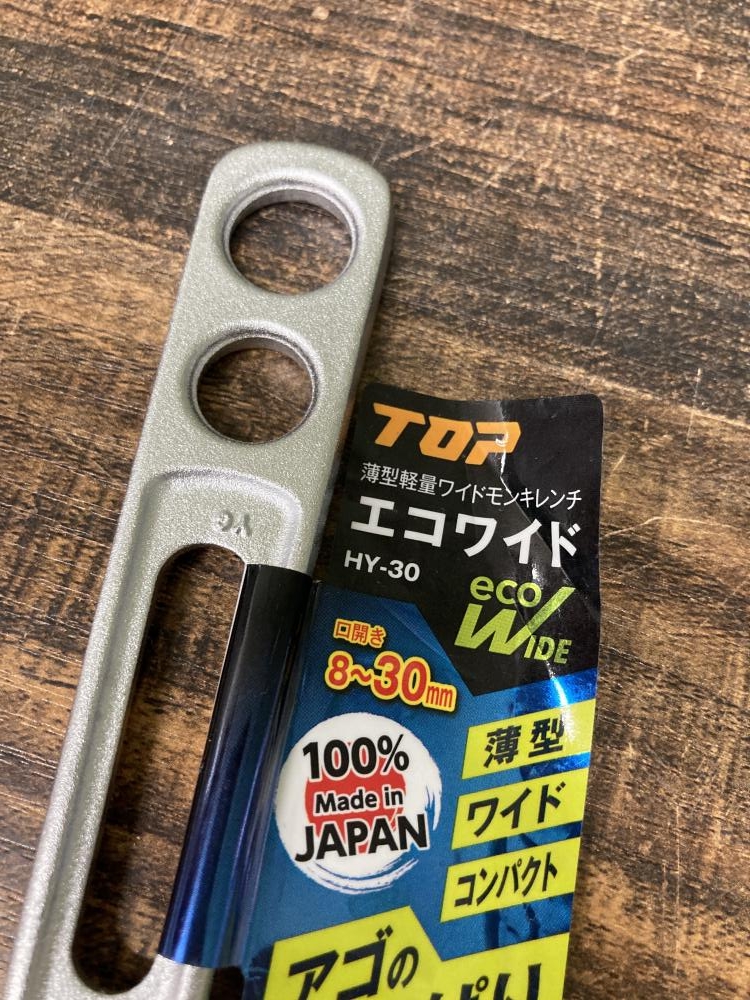 TOP
薄型軽量ワイドモンキレンチ
エコワイド
HY-30
eco
WIDE
口開き
8〜30mm
100%
Made in
JAPAN
薄型
ワイド
コンパクト
アゴの